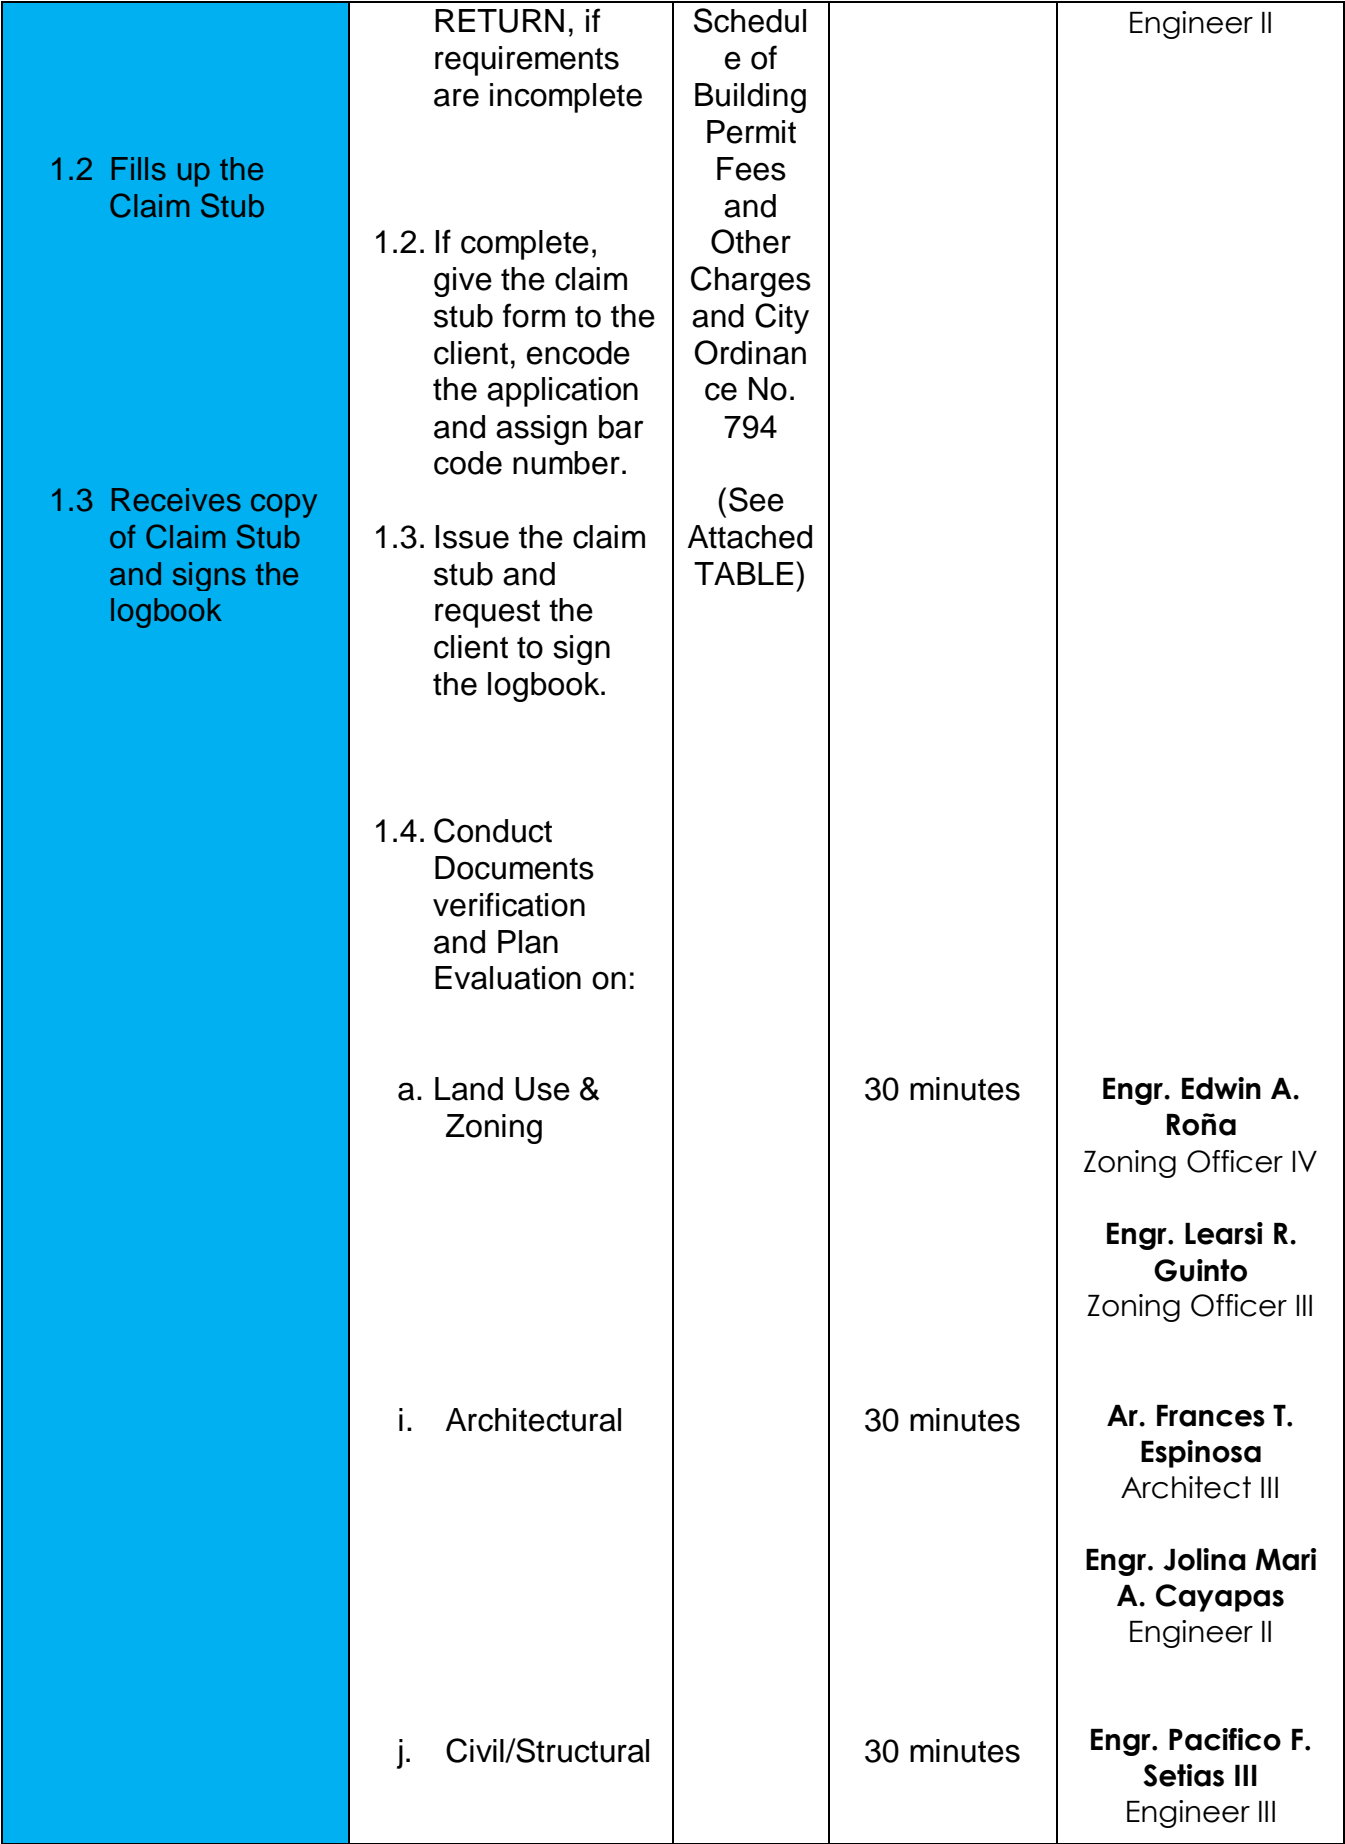 RETURN, if
requirements
are incomplete
Schedul
e of
Building
Permit
Fees
and
Other
Charges
and City
Ordinan
ce No.
794
(See
Attached
TABLE)
Engineer II
1.2 Fills up the
Claim Stub
1.2. If complete,
give the claim
stub form to the
client, encode
the application
and assign bar
code number.
1.3 Receives copy
of Claim Stub
and signs the
logbook
1.3. Issue the claim
stub and
request the
client to sign
the logbook.
1.4. Conduct
Documents
verification
and Plan
Evaluation on:
a. Land Use &
Zoning
30 minutes
Engr. Edwin A.
Roña
Zoning Officer IV
Engr. Learsi R.
Guinto
Zoning Officer III
i. Architectural
30 minutes
Ar. Frances T.
Espinosa
Architect III
Engr. Jolina Mari
A. Cayapas
Engineer II
j. Civil/Structural
30 minutes
Engr. Pacifico F.
Setias III
Engineer III